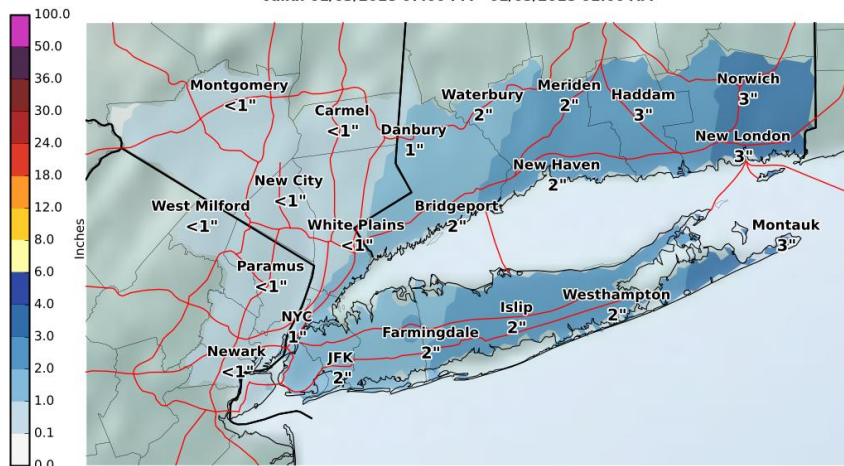 100.0
50.0
36.0
30.0
24.0
18.0
12.0
8.0
6.0
4.0
3.0
2.0
1.0
0.1
0.0
Inches
Montgomery
<1"
Carmel
<1"
Danbury
1"
Waterbury
2"
Meriden
2"
Haddam
3"
Norwich
3"
New London
3"
New Haven
2"
New City
<1"
West Milford
<1"
White Plains
<1"
Bridgeport
2"
Montauk
3"
Paramus
<1"
NYC
1"
Islip
2"
Westhampton
2"
Farmingdale
2"
Newark
<1"
JFK
2"